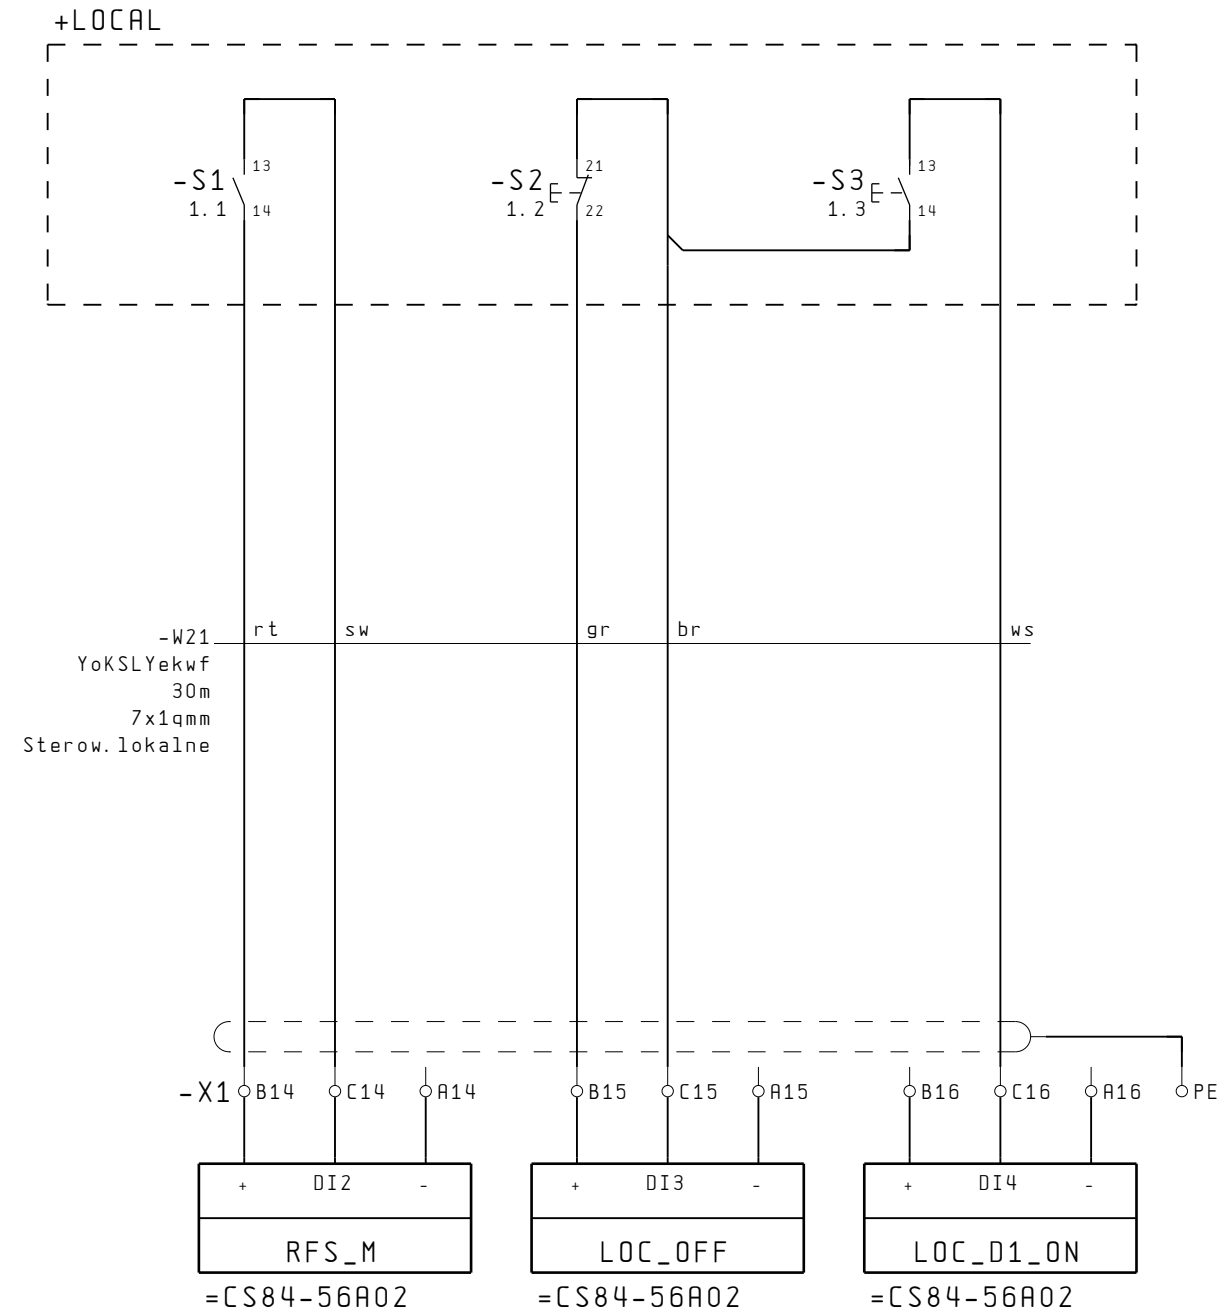 +LOCAL
-S1 13
1.1 14
-S2 21
1.2 22
-S3 13
1.3 14
-W21 rt sw gr br ws
YoKSLYekwf
30m
7x1qmm
Sterow.lokalne
-X1 B14 C14 A14 B15 C15 A15 B16 C16 A16 PE
+ DI2 - + DI3 - + DI4 -
RFS_M LOC_OFF LOC_D1_ON
=CS84-56A02 =CS84-56A02 =CS84-56A02